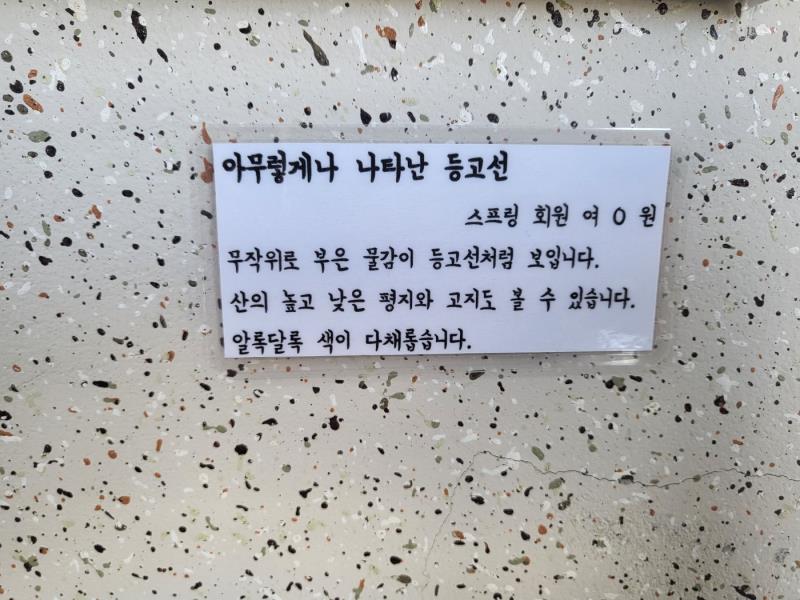 아무렇게나 나타난 등고선
스프링 회원 여 O 원
무작위로 부은 물감이 등고선처럼 보입니다.
산의 높고 낮은 평지와 고지도 볼 수 있습니다.
알록달록 색이 다채롭습니다.